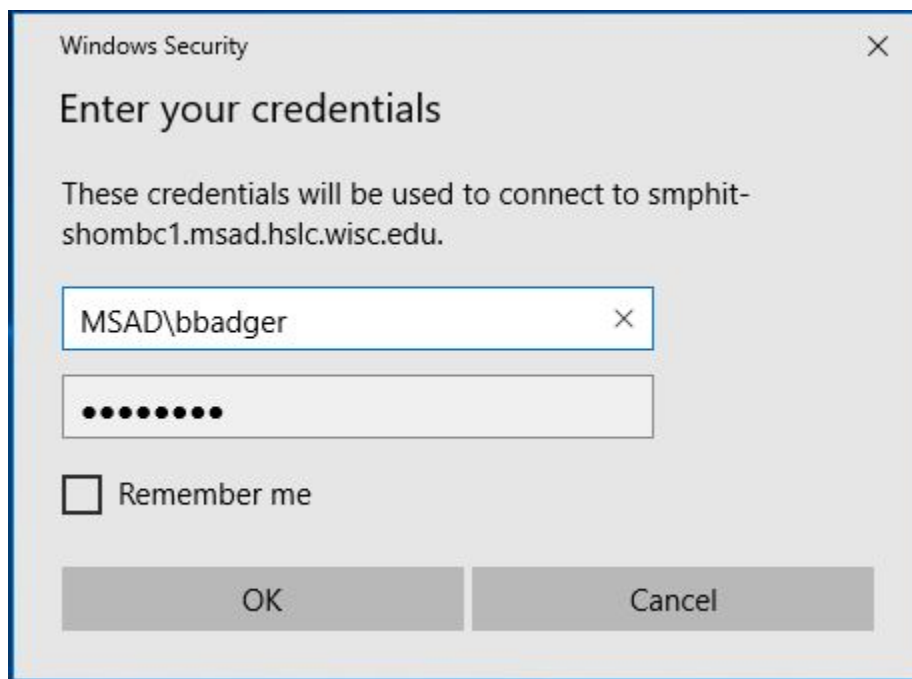 Windows Security
Enter your credentials
These credentials will be used to connect to smphit-
shombc1.msad.hslc.wisc.edu.
MSAD\bbadger
●●●●●●●●
Remember me
OK Cancel